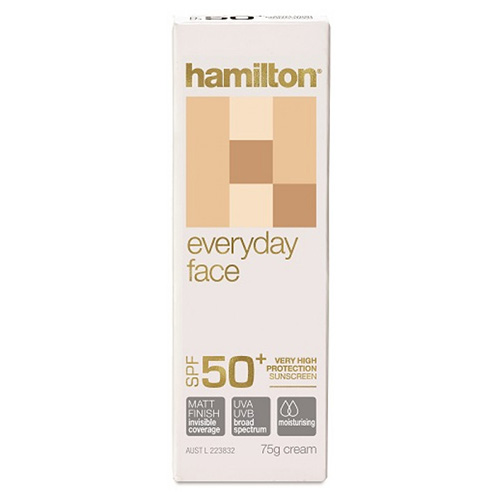 hamilton®
everyday
face
SPF 50+
VERY HIGH
PROTECTION
SUNSCREEN
MATT
FINISH
invisible
coverage
UVA
UVB
broad
spectrum
moisturising
AUST L 223832
75g cream